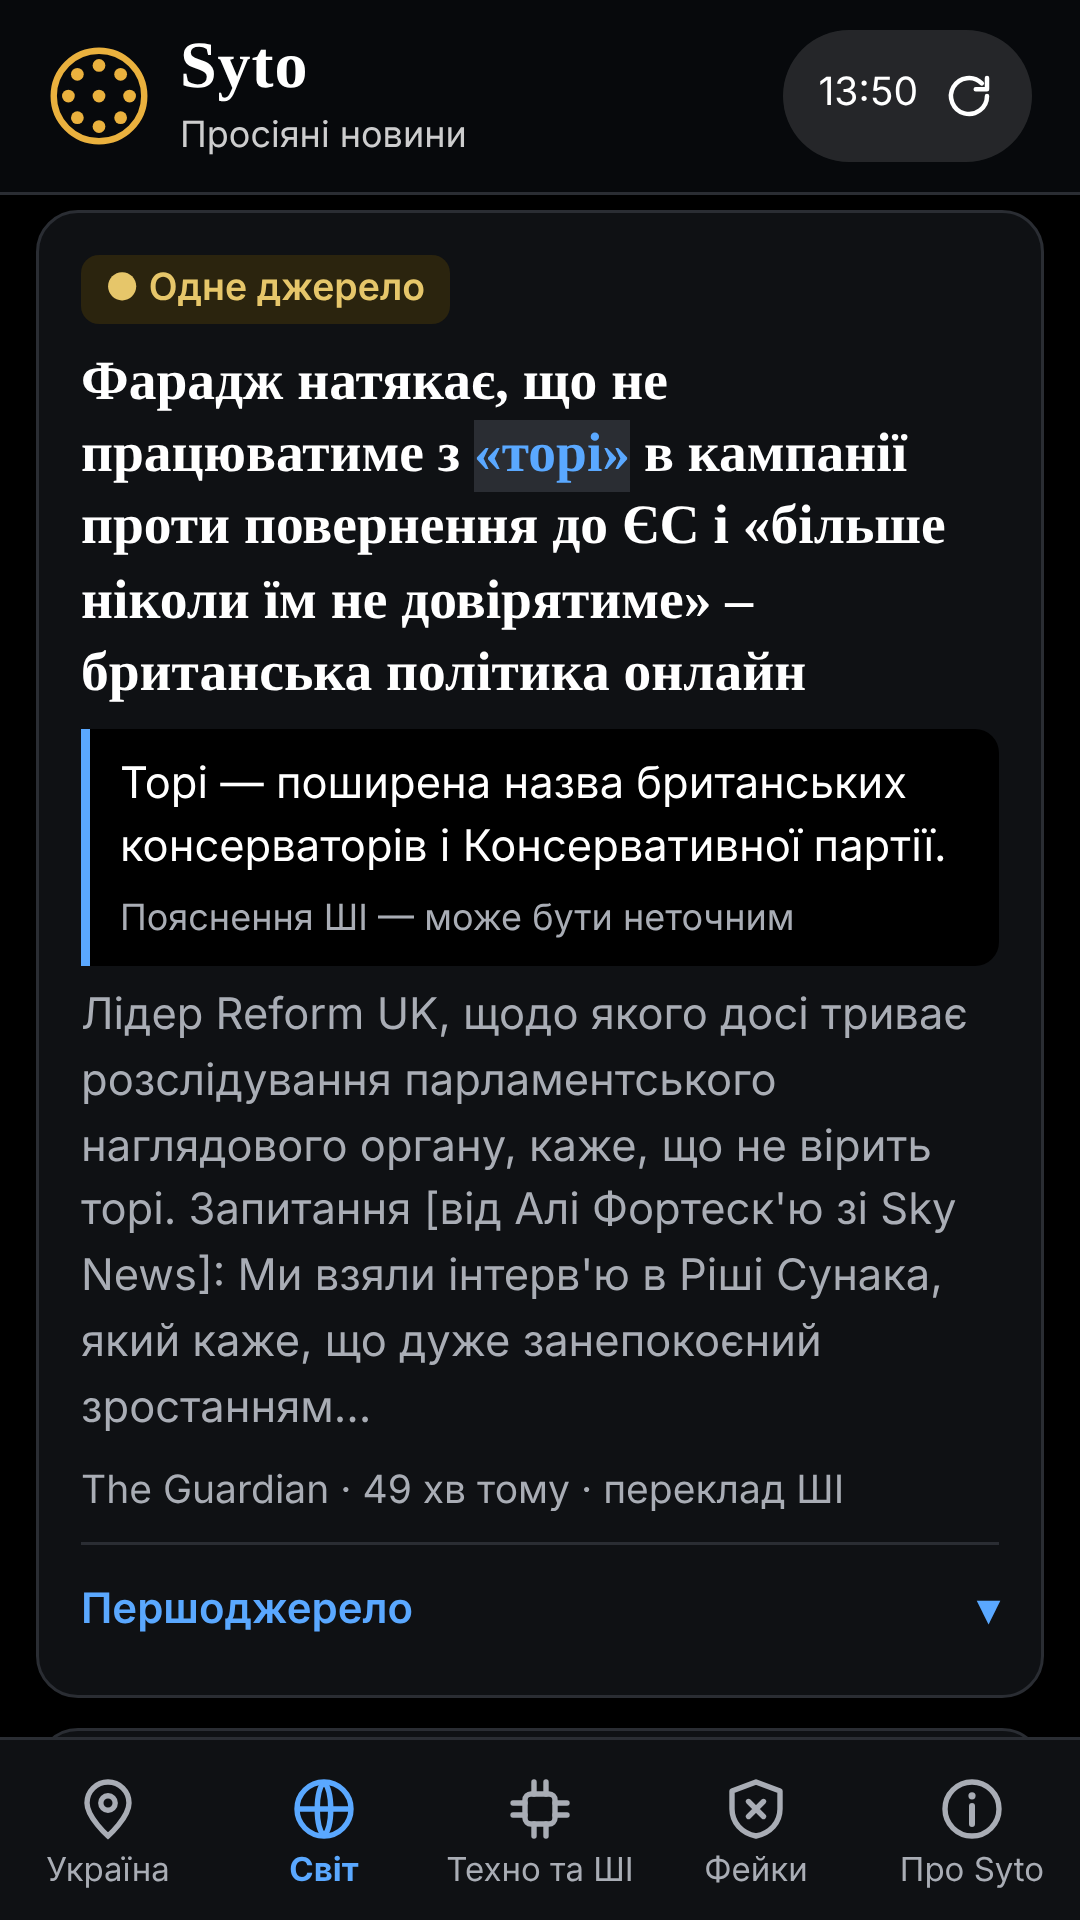 Syto
Просіяні новини
13:50
Одне джерело
Фарадж натякає, що не
працюватиме з «торі» в кампанії
проти повернення до ЄС і «більше
ніколи їм не довірятиме» –
британська політика онлайн
Торі — поширена назва британських
консерваторів і Консервативної партії.
Пояснення ШІ — може бути неточним
Лідер Reform UK, щодо якого досі триває
розслідування парламентського
наглядового органу, каже, що не вірить
торі. Запитання [від Алі Фортеск'ю зі Sky
News]: Ми взяли інтерв'ю в Ріші Сунака,
який каже, що дуже занепокоєний
зростанням…
The Guardian · 49 хв тому · переклад ШІ
Першоджерело ▼
Україна
Світ
Техно та ШІ
Фейки
Про Syto